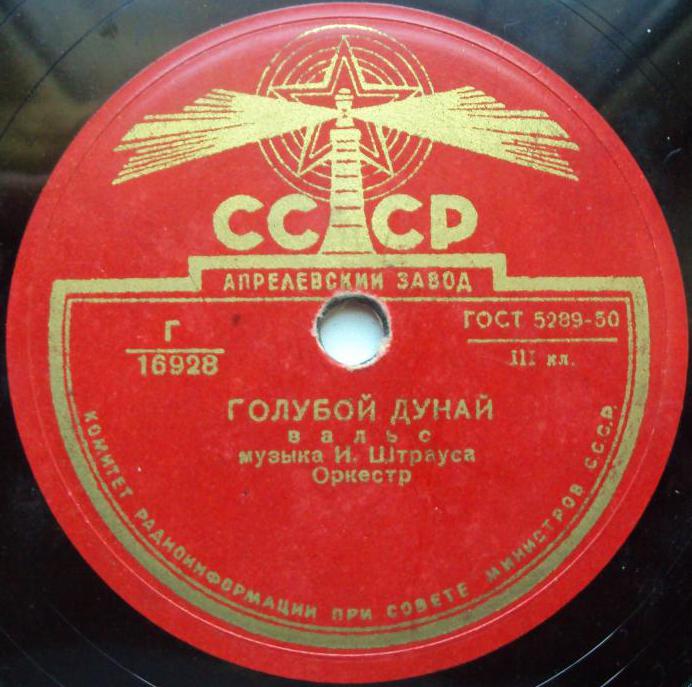 СССР
АПРЕЛЕВСКИЙ ЗАВОД
Г
16928
ГОСТ 5289-50
III кл.
ГОЛУБОЙ ДУНАЙ
вальс
музыка И. Штрауса
Оркестр
КОМИТЕТ РАДИОИНФОРМАЦИИ ПРИ СОВЕТЕ МИНИСТРОВ С.С.С.Р.